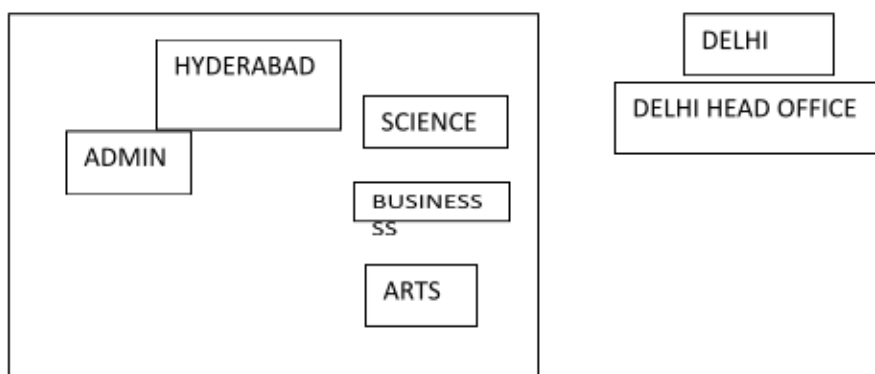 HYDERABAD
DELHI
DELHI HEAD OFFICE
SCIENCE
ADMIN
BUSINESS
SS
ARTS